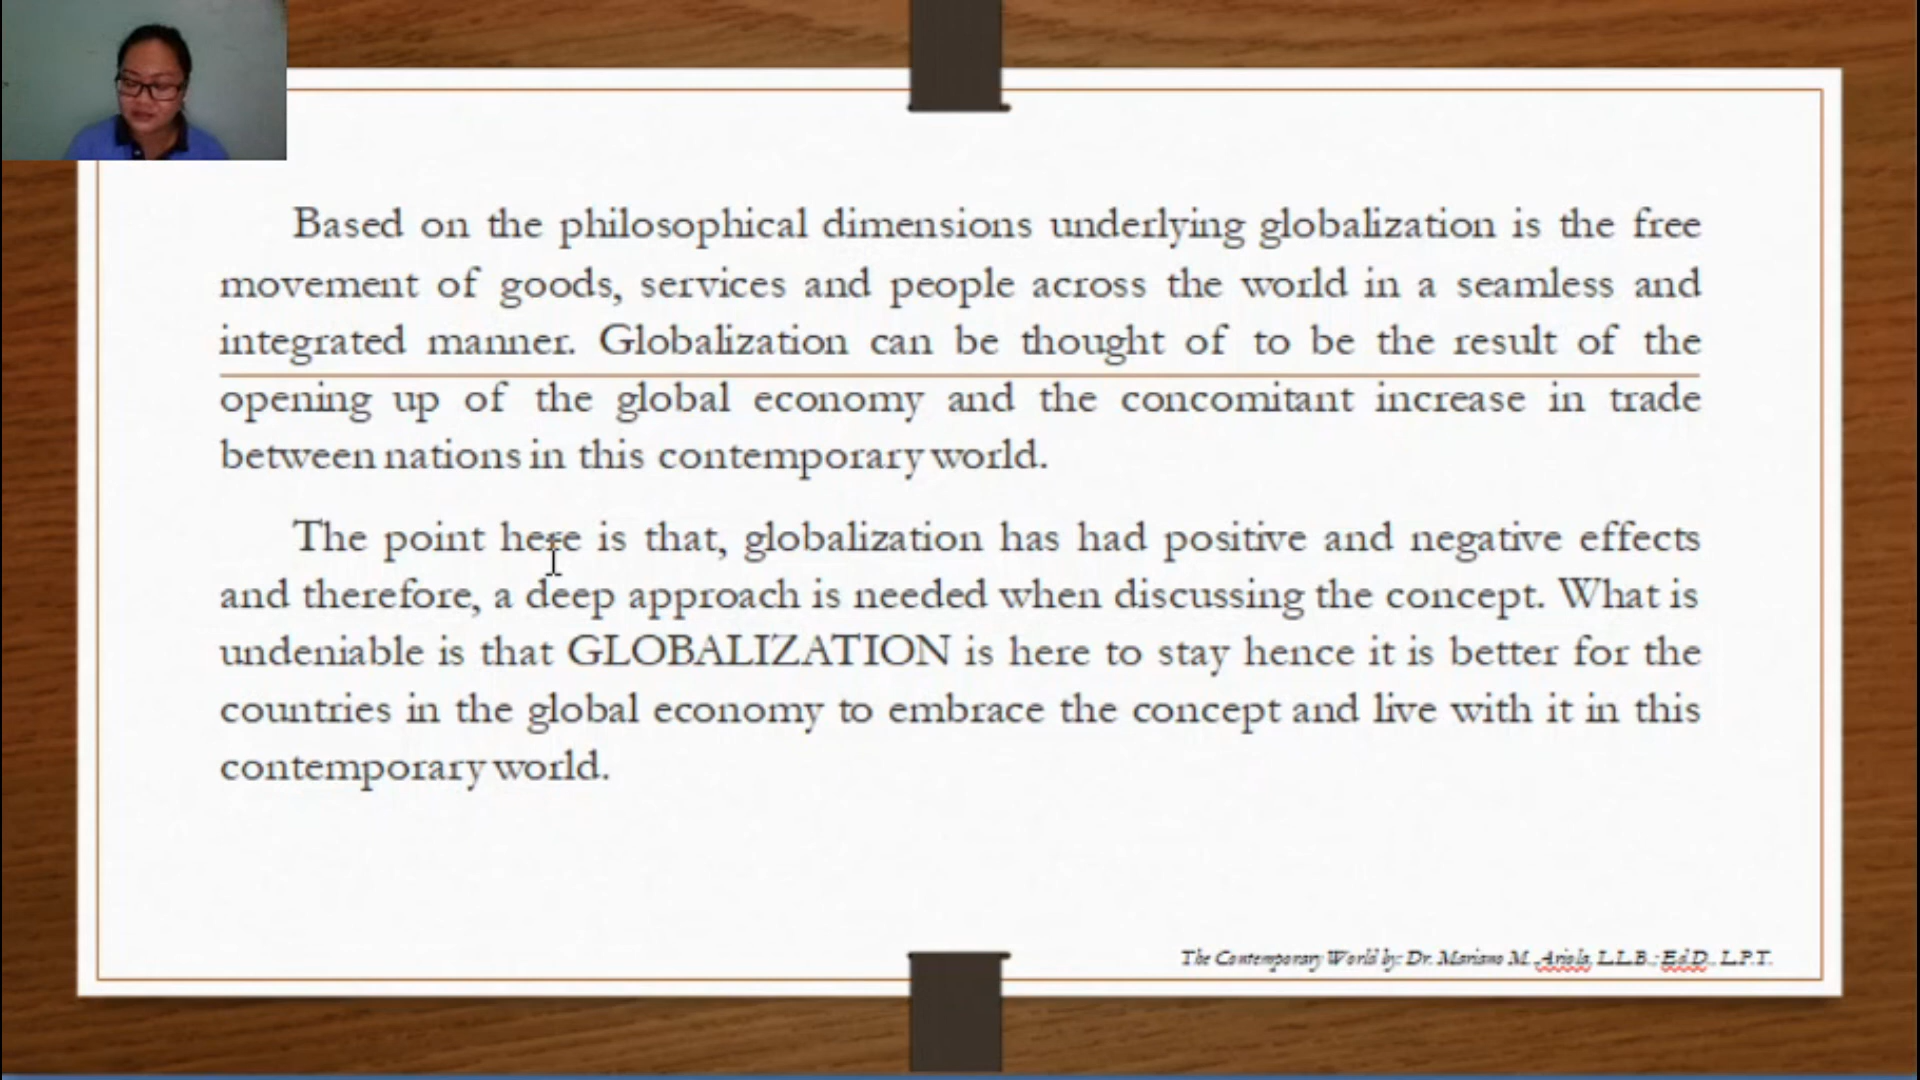 Based on the philosophical dimensions underlying globalization is the free
movement of goods, services and people across the world in a seamless and
integrated manner. Globalization can be thought of to be the result of the
opening up of the global economy and the concomitant increase in trade
between nations in this contemporary world.
The point here is that, globalization has had positive and negative effects
and therefore, a deep approach is needed when discussing the concept. What is
undeniable is that GLOBALIZATION is here to stay hence it is better for the
countries in the global economy to embrace the concept and live with it in this
contemporary world.
The Contemporary World by: Dr. Mariano M. Ariola, L.L.B.; Ed.D., L.P.T.